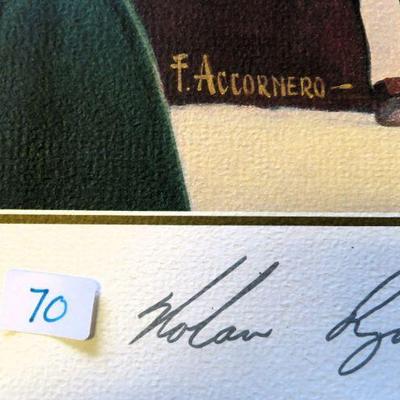 F. ACCORNERO –
70
Nolan